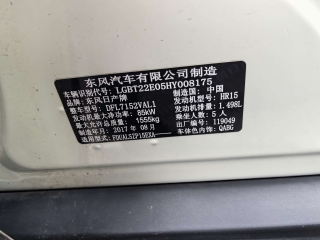 东风汽车有限公司制造
车辆识别代号: LGBT22E05HY008175
品牌: 东风日产牌 制造国: 中国
整车型号: DFL7152VAL1 发动机型号: HR15
发动机最大净功率: 85kW 发动机排量: 1.498L
最大允许总质量: 1555kg 乘坐人数: 5 人
制造年月: 2017 年 08 月 出厂编号: 119049
车体色内饰: QABG